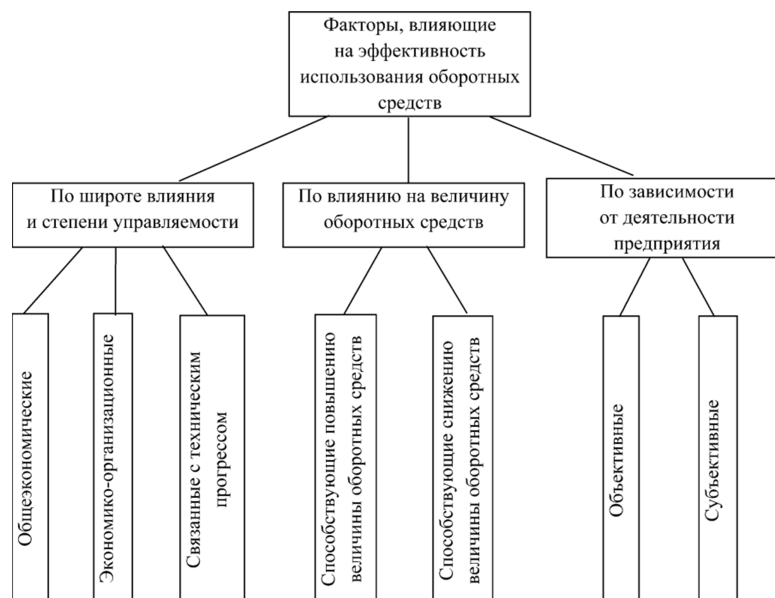 Факторы, влияющие
на эффективность
использования оборотных
средств
По широте влияния
и степени управляемости
По влиянию на величину
оборотных средств
По зависимости
от деятельности
предприятия
Общеэкономические
Экономико-организационные
Связанные с техническим
прогрессом
Способствующие повышению
величины оборотных средств
Способствующие снижению
величины оборотных средств
Объективные
Субъективные